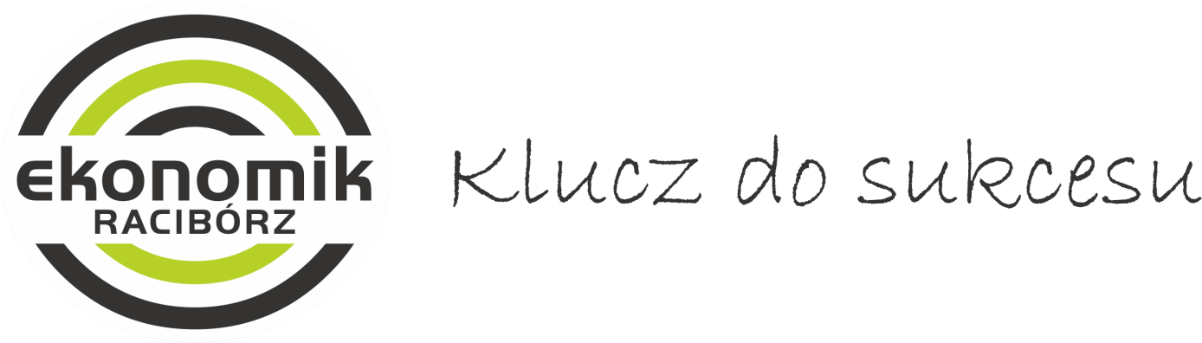 ekonomik
RACIBÓRZ
Klucz do sukcesu